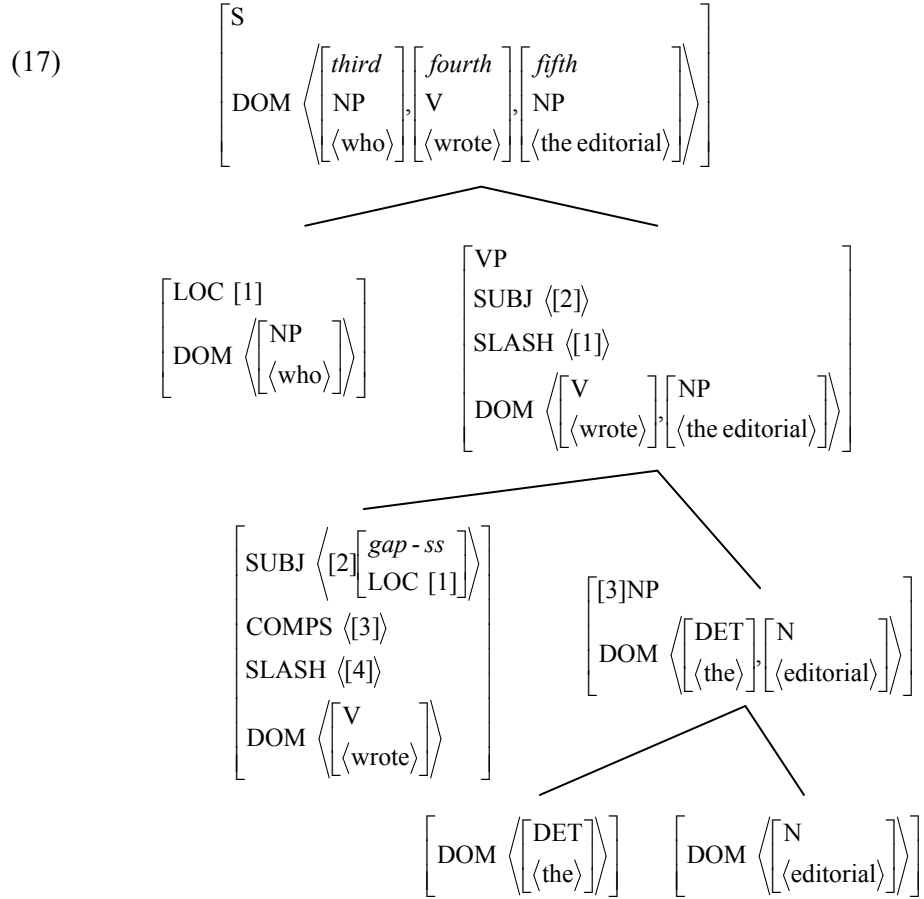 (17)
S
DOM ⟨[third NP ⟨who⟩], [fourth V ⟨wrote⟩], [fifth NP ⟨the editorial⟩]⟩
LOC [1]
DOM ⟨[NP ⟨who⟩]⟩
VP
SUBJ ⟨[2]⟩
SLASH ⟨[1]⟩
DOM ⟨[V ⟨wrote⟩], [NP ⟨the editorial⟩]⟩
SUBJ ⟨[2][gap - ss LOC [1]]⟩
COMPS ⟨[3]⟩
SLASH ⟨[4]⟩
DOM ⟨[V ⟨wrote⟩]⟩
[3]NP
DOM ⟨[DET ⟨the⟩], [N ⟨editorial⟩]⟩
DOM ⟨[DET ⟨the⟩]⟩
DOM ⟨[N ⟨editorial⟩]⟩